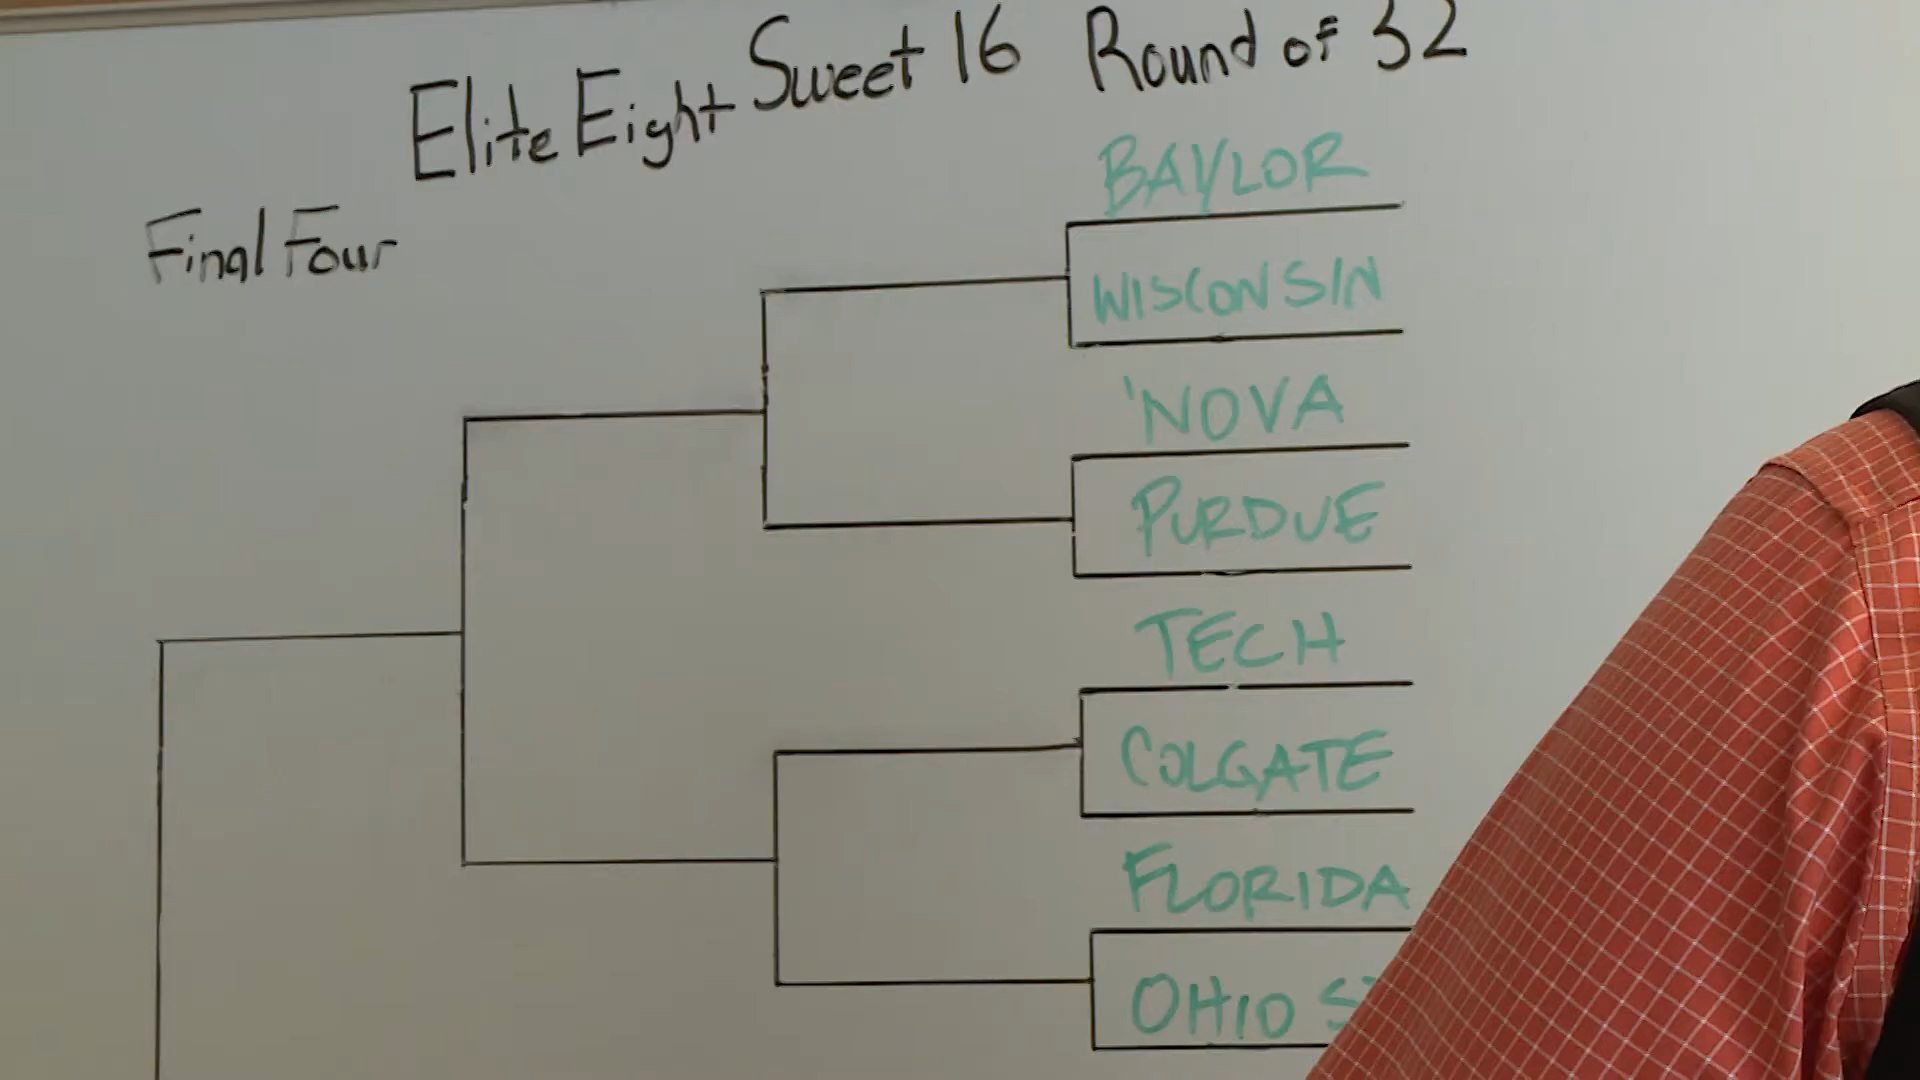 Elite Eight Sweet 16 Round of 32
Final Four
BAYLOR
WISCONSIN
'NOVA
PURDUE
TECH
COLGATE
FLORIDA
OHIO